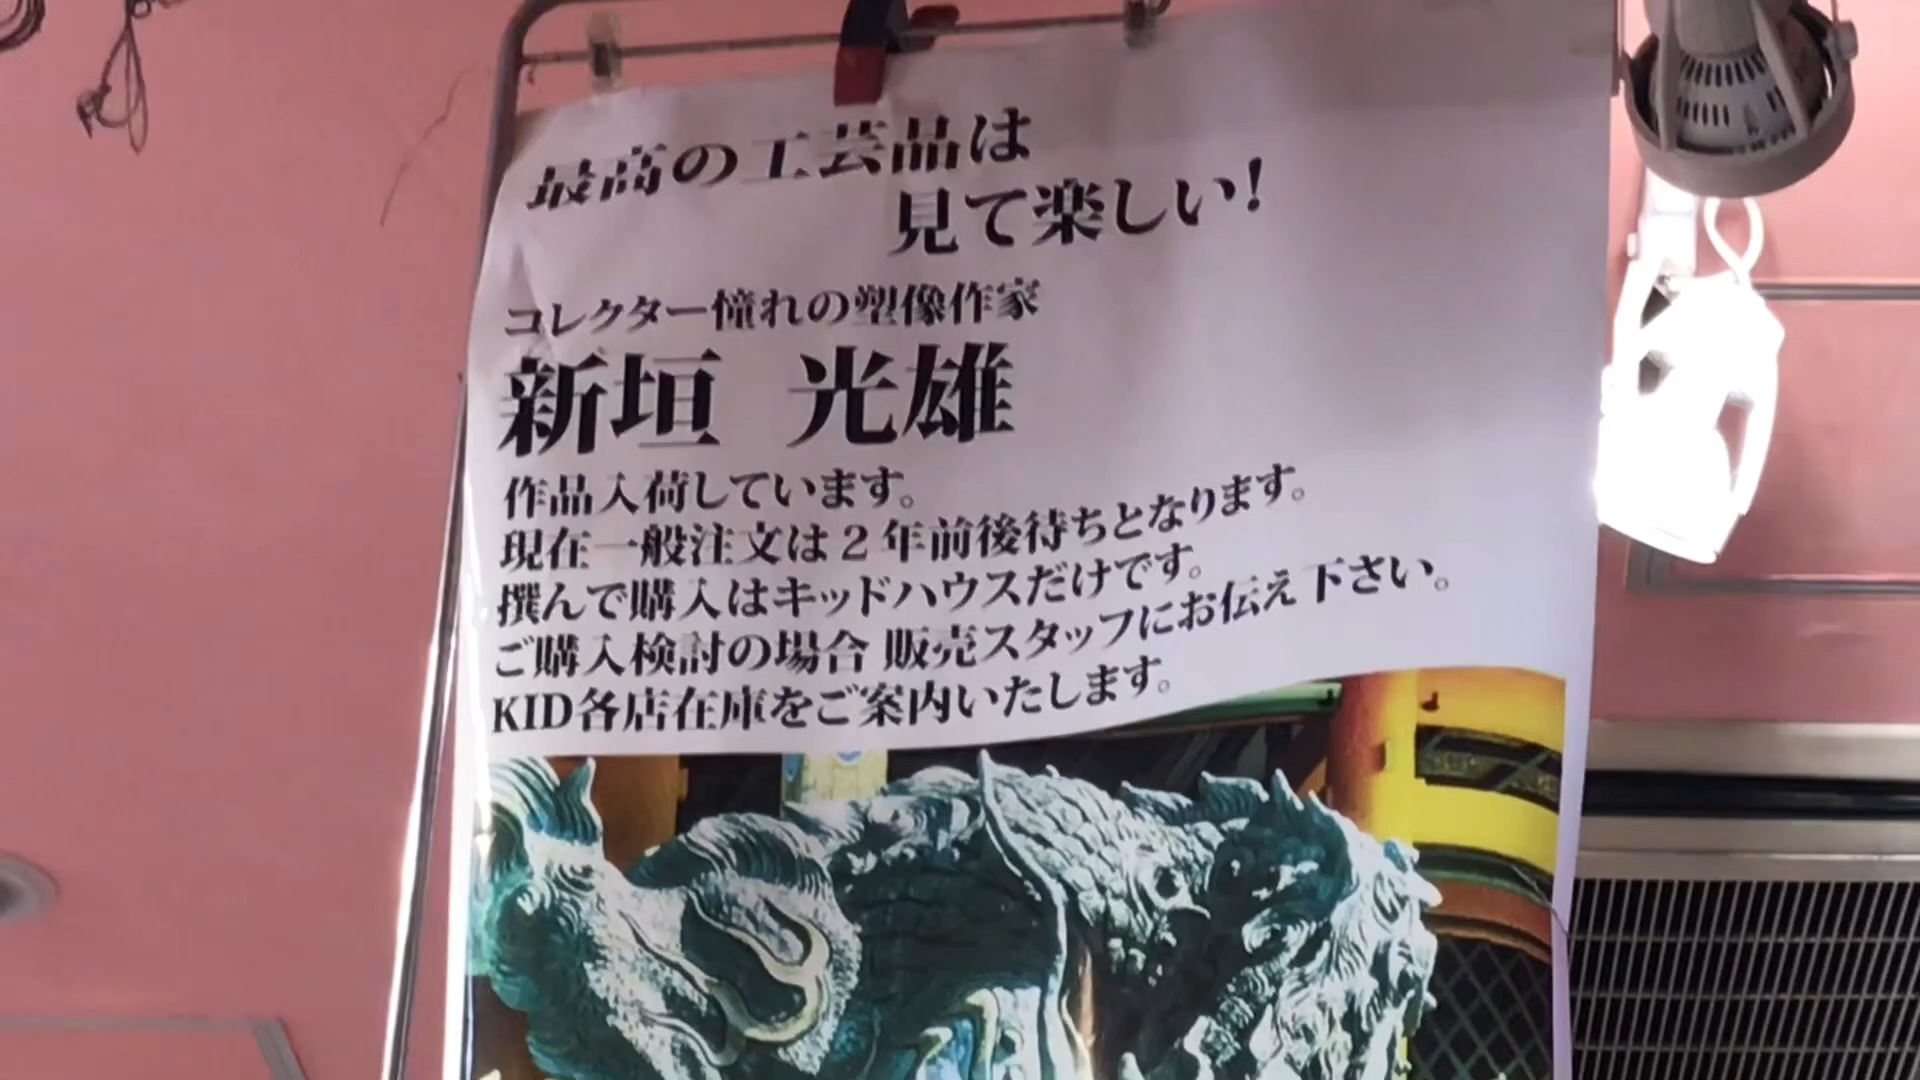 最高の工芸品は
見て楽しい!
コレクター憧れの塑像作家
新垣 光雄
作品入荷しています。
現在一般注文は2年前後待ちとなります。
撰んで購入はキッドハウスだけです。
ご購入検討の場合 販売スタッフにお伝え下さい。
KID各店在庫をご案内いたします。